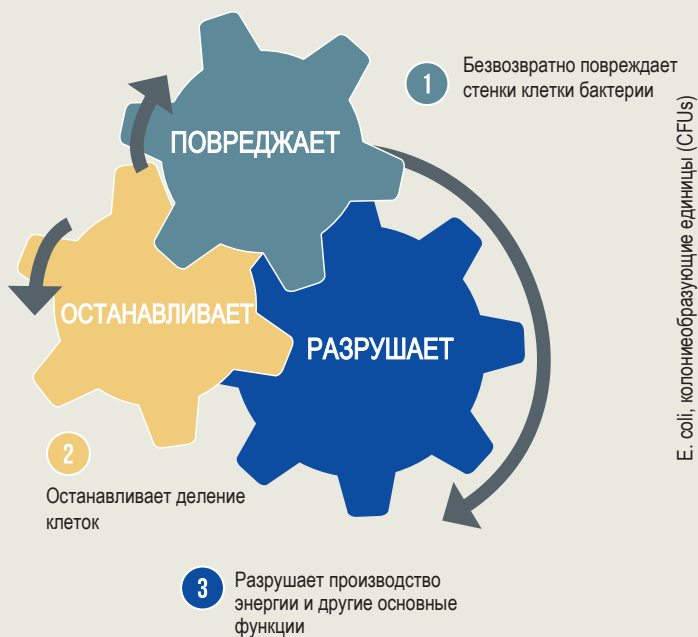 1
Безвозвратно повреждает
стенки клетки бактерии
ПОВРЕДЖАЕТ
ОСТАНАВЛИВАЕТ
РАЗРУШАЕТ
2
Останавливает деление
клеток
3
Разрушает производство
энергии и другие основные
функции
E. coli, колониеобразующие единицы (CFUs)